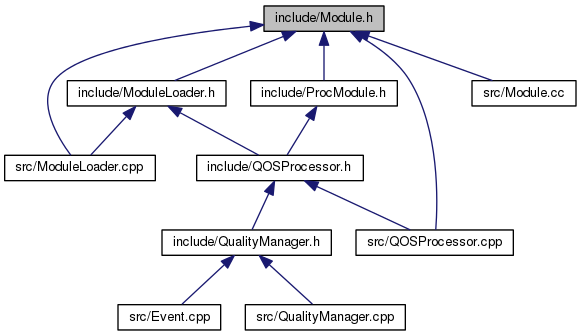 include/Module.h
include/ModuleLoader.h
include/ProcModule.h
src/Module.cc
src/ModuleLoader.cpp
include/QOSProcessor.h
include/QualityManager.h
src/QOSProcessor.cpp
src/Event.cpp
src/QualityManager.cpp